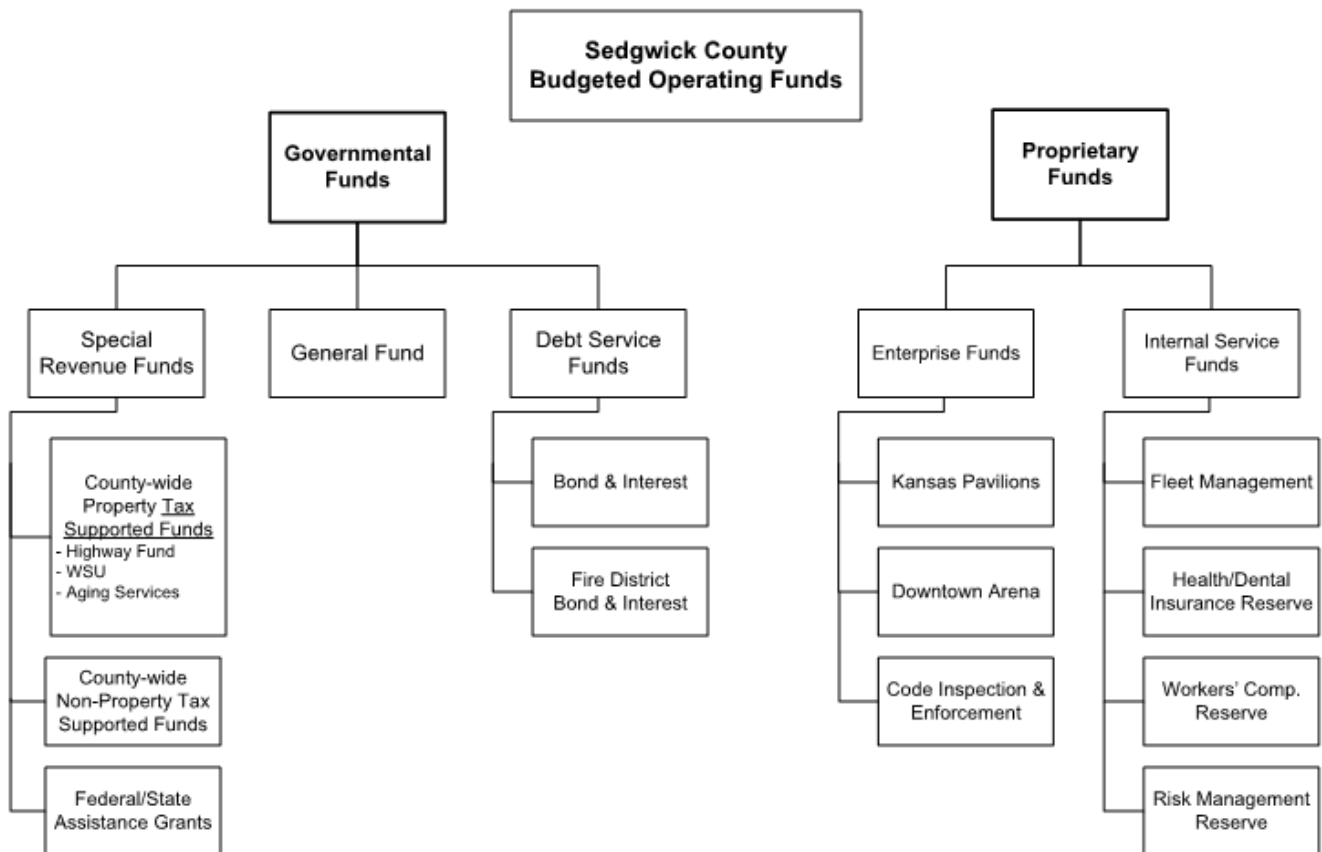 Sedgwick County
Budgeted Operating Funds
Governmental
Funds
Proprietary
Funds
Special
Revenue Funds
General Fund
Debt Service
Funds
Enterprise Funds
Internal Service
Funds
County-wide
Property Tax
Supported Funds
- Highway Fund
- WSU
- Aging Services
County-wide
Non-Property Tax
Supported Funds
Federal/State
Assistance Grants
Bond & Interest
Fire District
Bond & Interest
Kansas Pavilions
Downtown Arena
Code Inspection &
Enforcement
Fleet Management
Health/Dental
Insurance Reserve
Workers’ Comp.
Reserve
Risk Management
Reserve